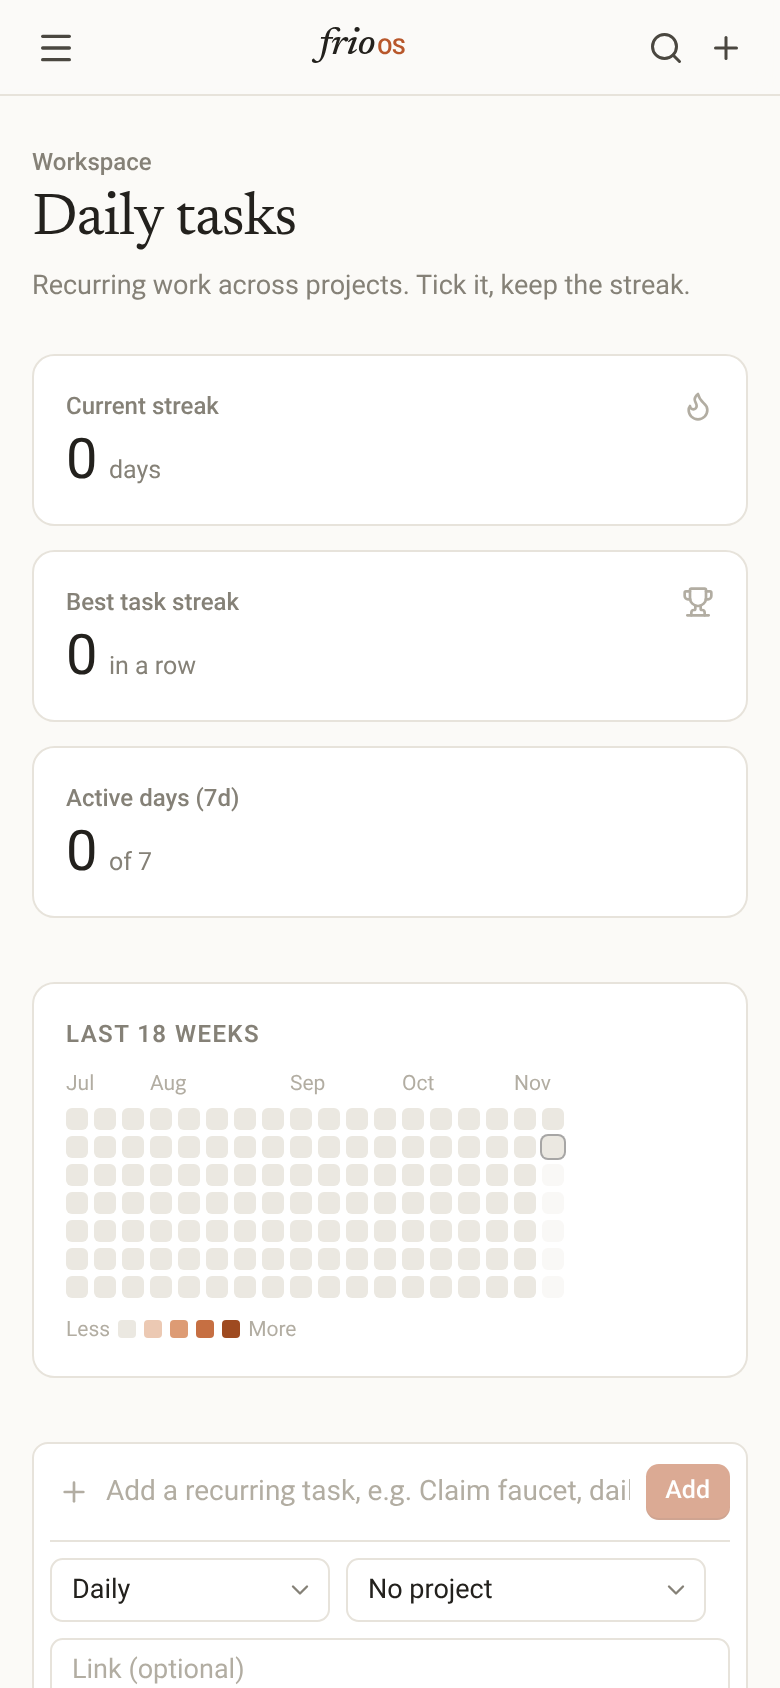 frio os
Workspace
Daily tasks
Recurring work across projects. Tick it, keep the streak.
Current streak
0 days
Best task streak
0 in a row
Active days (7d)
0 of 7
LAST 18 WEEKS
Jul Aug Sep Oct Nov
Less More
Add a recurring task, e.g. Claim faucet, dail
Add
Daily
No project
Link (optional)